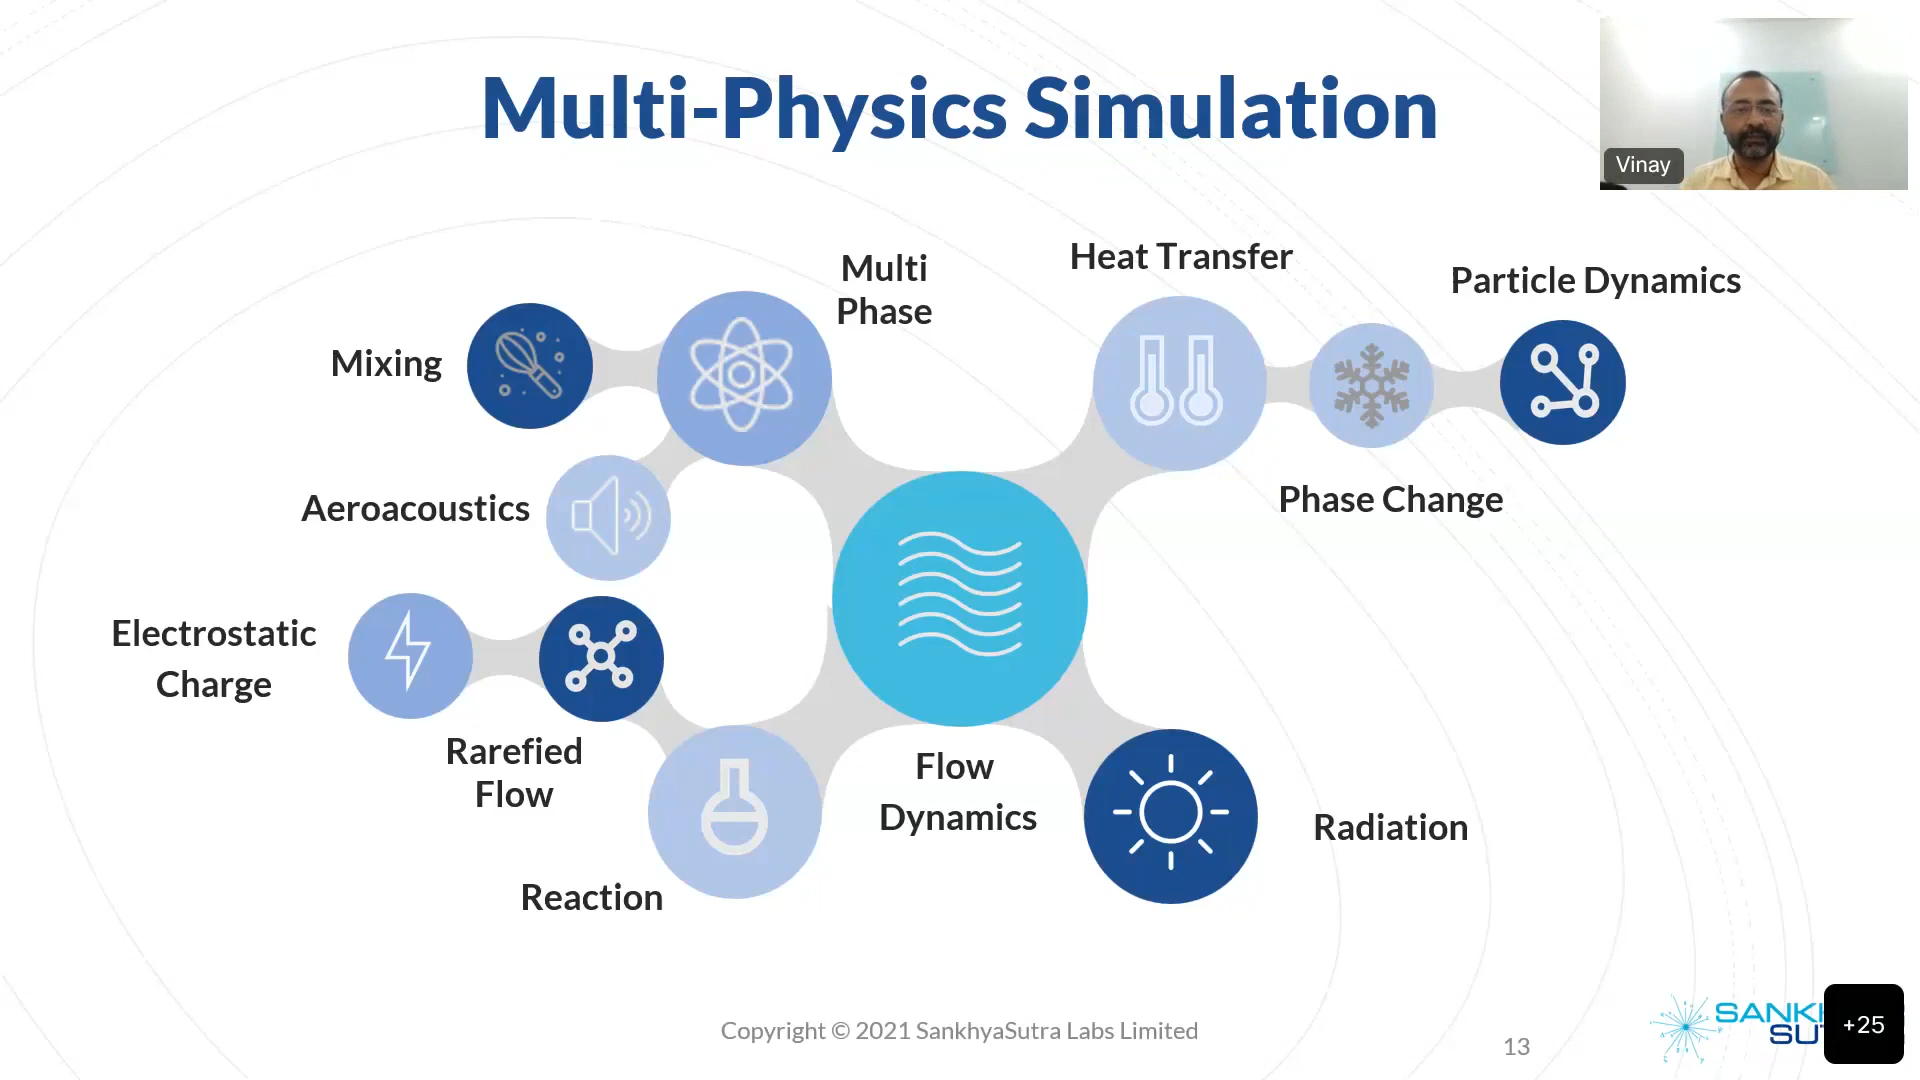 Multi-Physics Simulation
Vinay
Multi
Phase
Heat Transfer
Particle Dynamics
Mixing
Aeroacoustics
Phase Change
Electrostatic
Charge
Rarefied
Flow
Flow
Dynamics
Radiation
Reaction
Copyright © 2021 SankhyaSutra Labs Limited
13
+25